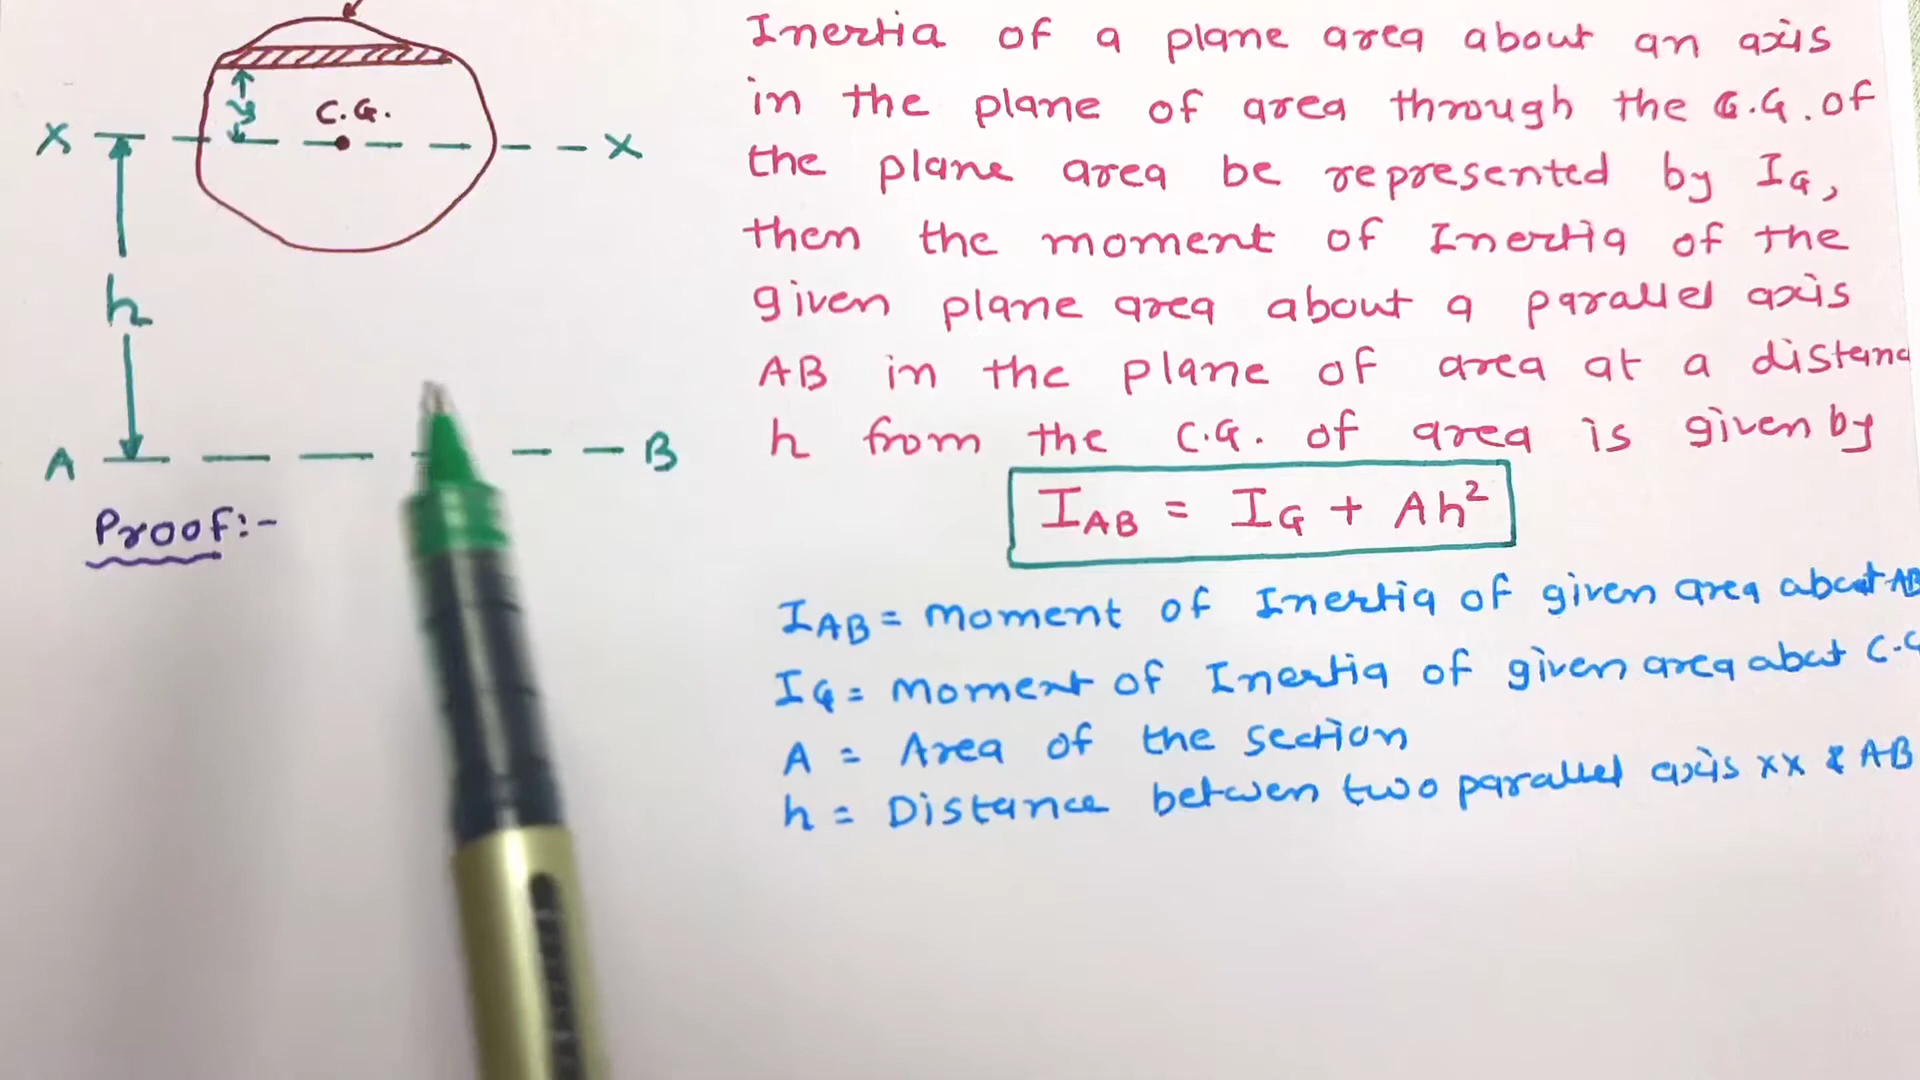 Inertia of a plane area about an axis
in the plane of area through the C.G. of
the plane area be represented by IG,
then the moment of Inertia of the
given plane area about a parallel axis
AB in the plane of area at a distanc
h from the C.G. of area is given by
IAB = IG + Ah²
IAB = Moment of Inertia of given area about AB
IG = Moment of Inertia of given area abut C.G
A = Area of the section
h = Distance betwen two parallel axis xx & AB
C.G.
y
X X
h
A B
Proof:-